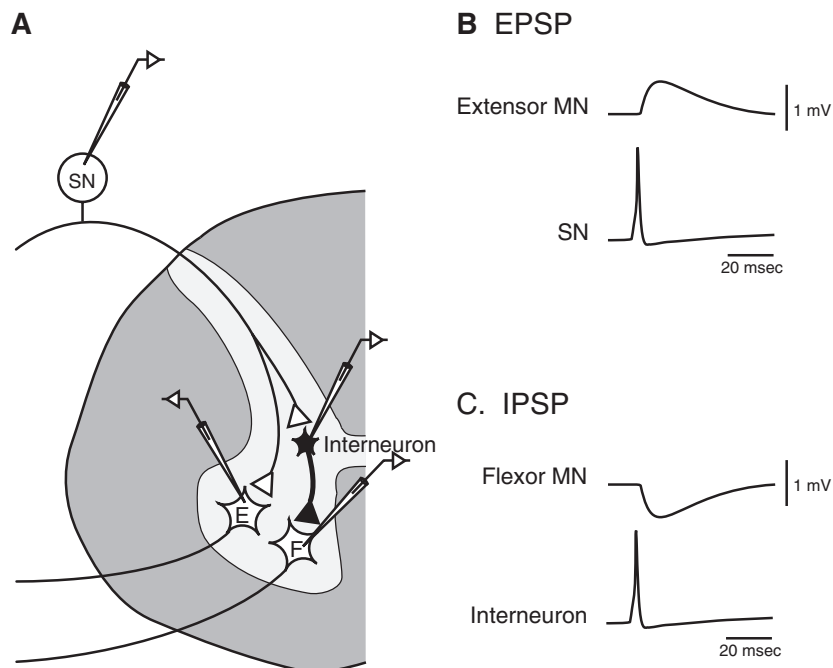 A
SN
Interneuron
E
F
B EPSP
Extensor MN
1 mV
SN
20 msec
C. IPSP
Flexor MN
1 mV
Interneuron
20 msec